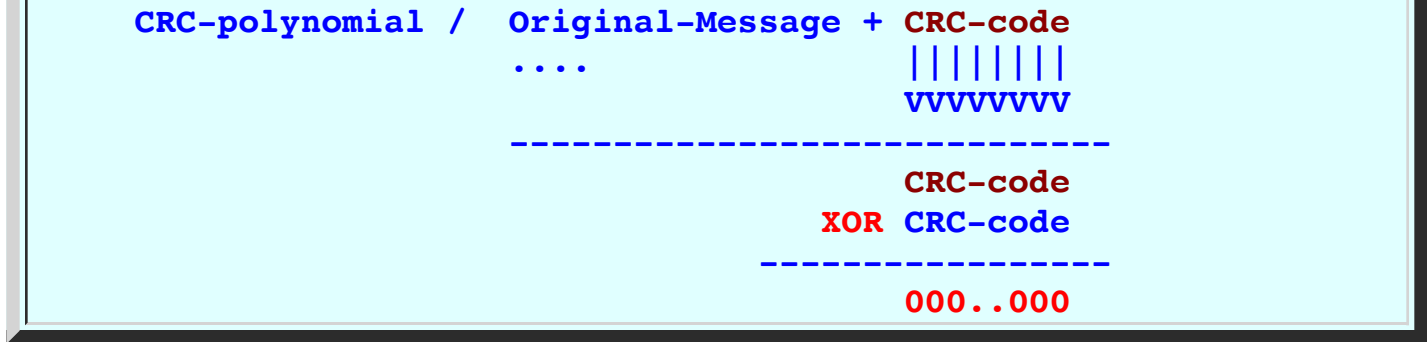 CRC-polynomial / Original-Message + CRC-code
.... ||||||||
VVVVVVVV
-----------------------------
CRC-code
XOR CRC-code
-----------------
000..000